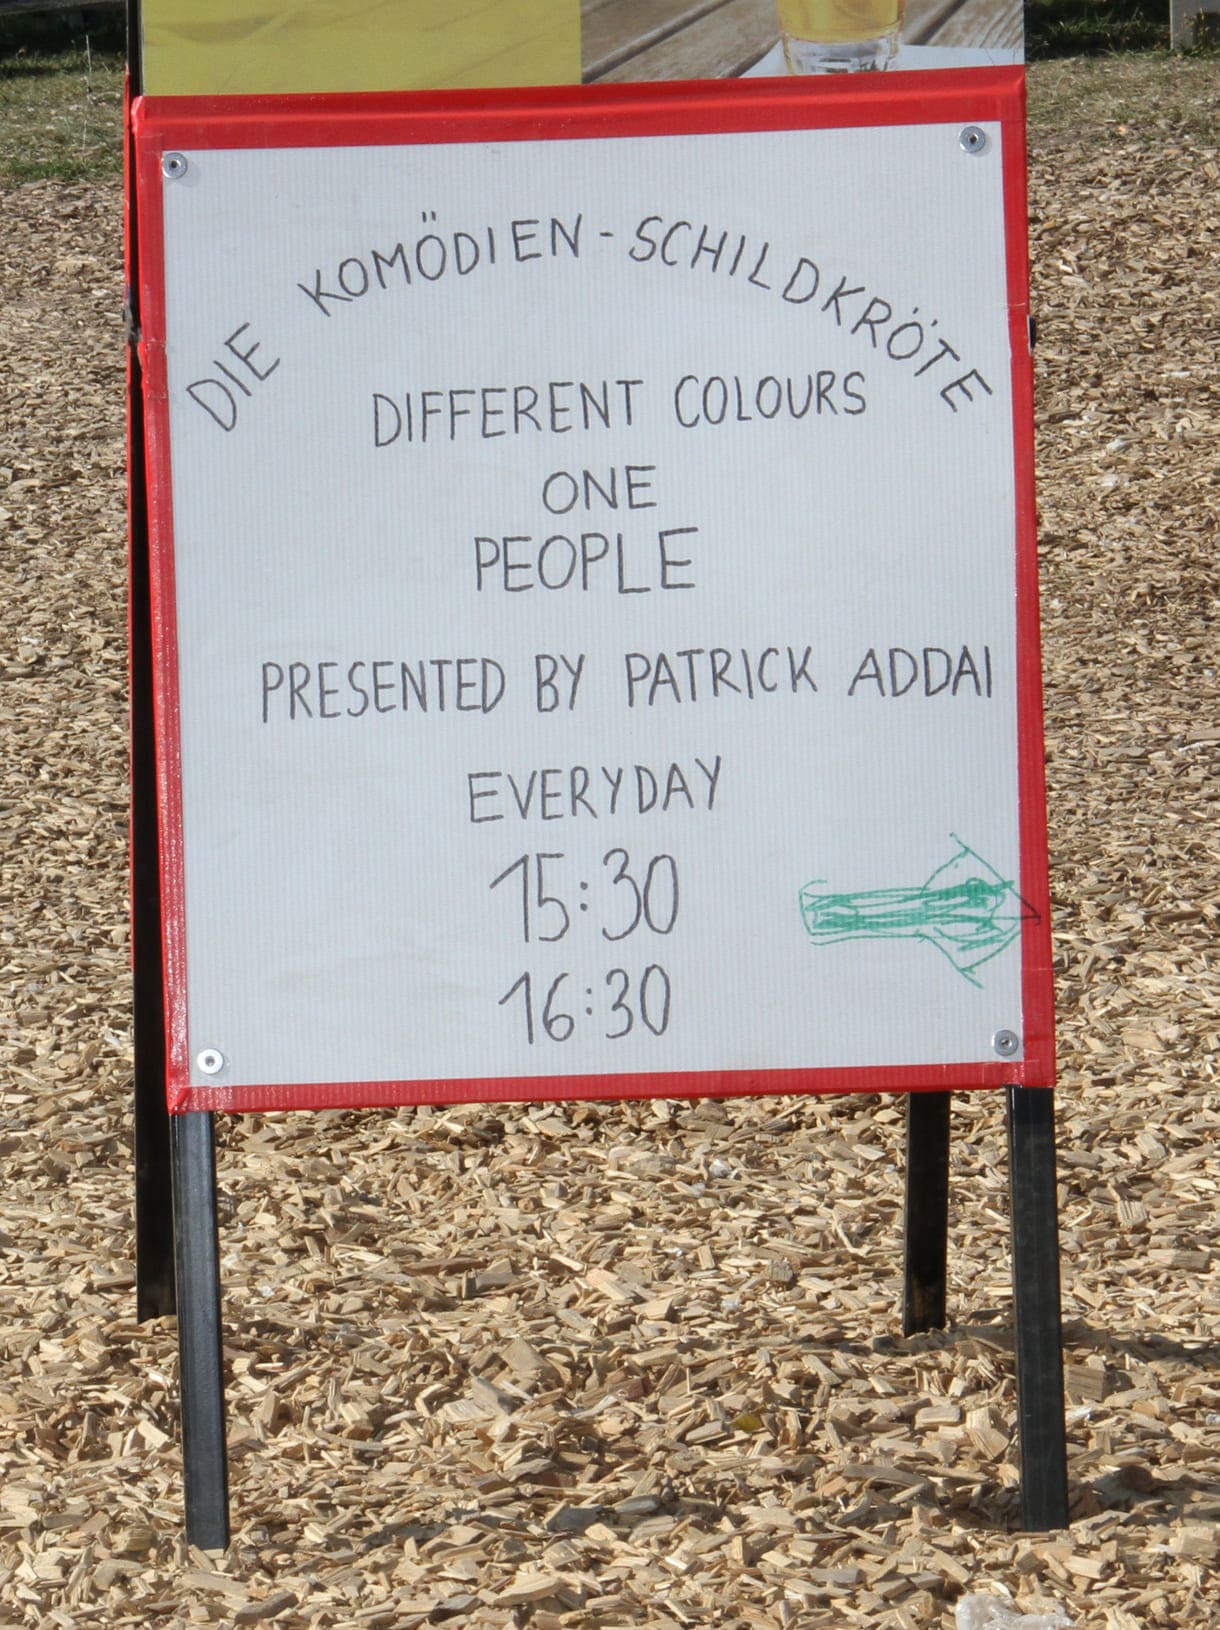 DIE KOMÖDIEN-SCHILDKRÖTE
DIFFERENT COLOURS
ONE
PEOPLE
PRESENTED BY PATRICK ADDAI
EVERYDAY
15:30
16:30